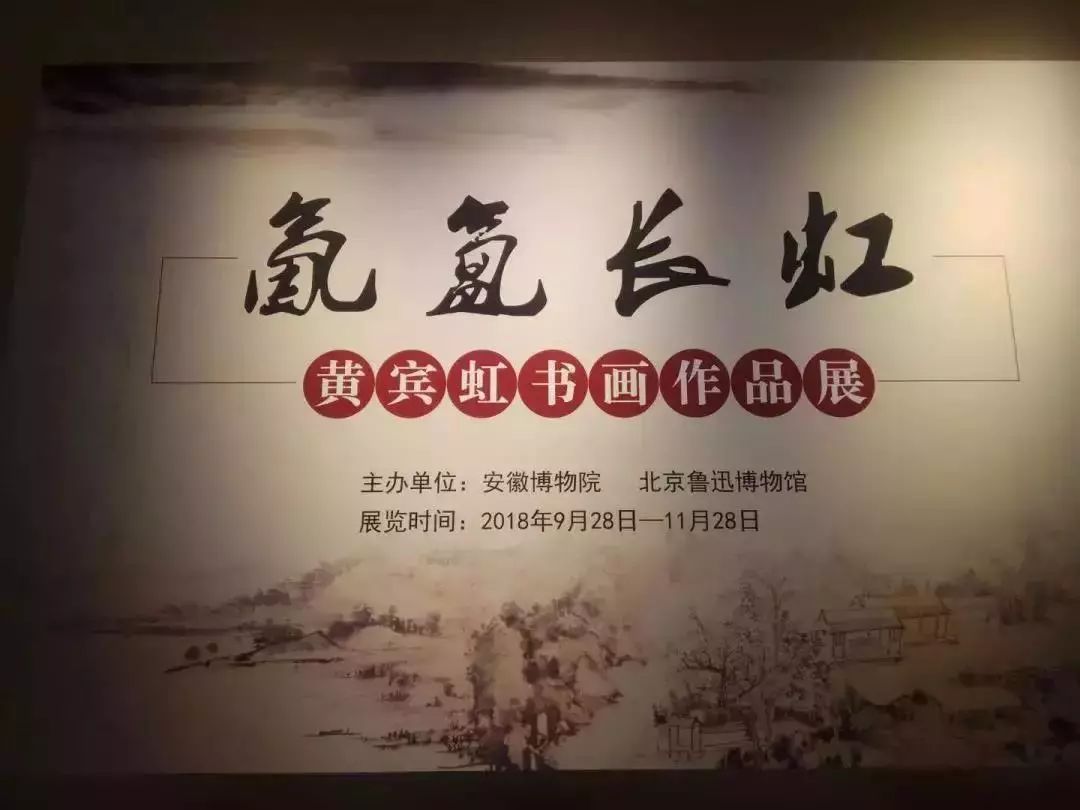 氤氲长虹
黄宾虹书画作品展
主办单位：安徽博物院 北京鲁迅博物馆
展览时间：2018年9月28日—11月28日